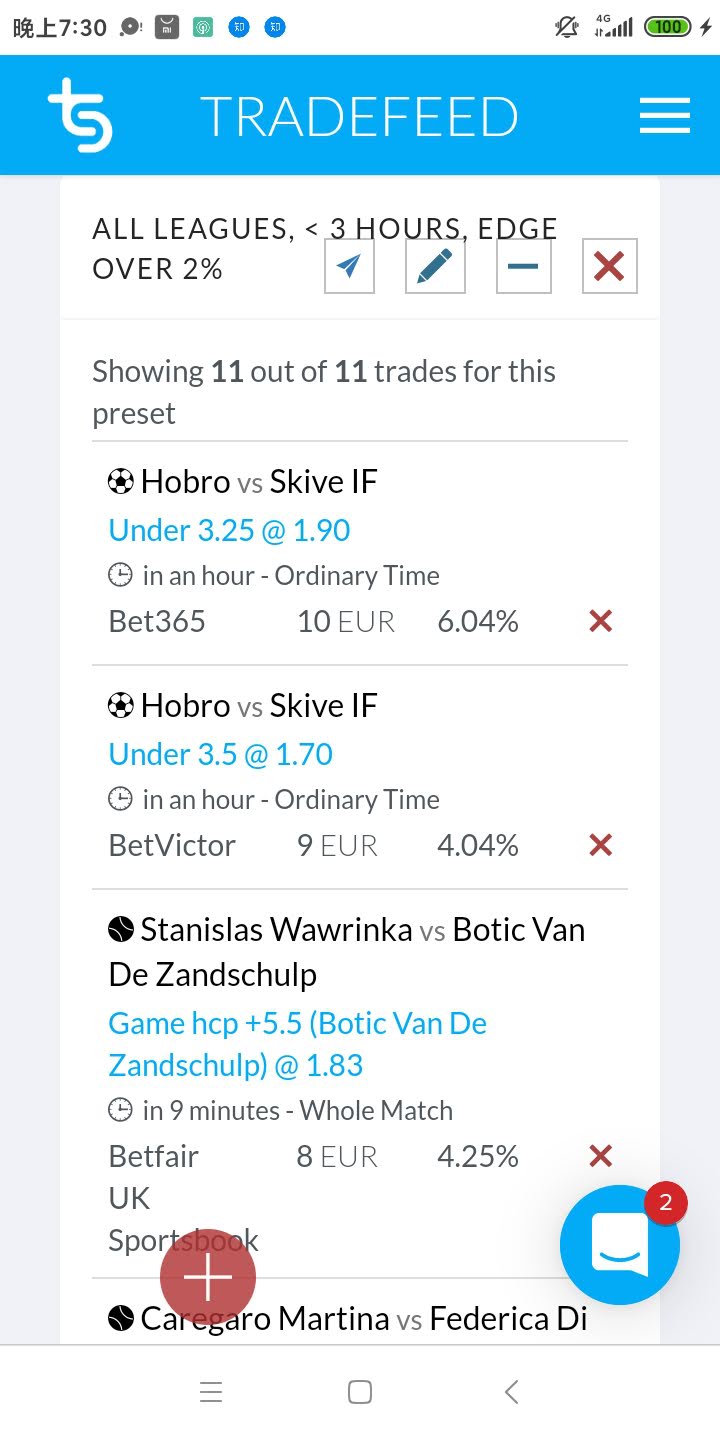 晚上7:30
4G
100
TRADEFEED
ALL LEAGUES, < 3 HOURS, EDGE
OVER 2%
Showing 11 out of 11 trades for this
preset
Hobro vs Skive IF
Under 3.25 @ 1.90
in an hour - Ordinary Time
Bet365 10 EUR 6.04%
Hobro vs Skive IF
Under 3.5 @ 1.70
in an hour - Ordinary Time
BetVictor 9 EUR 4.04%
Stanislas Wawrinka vs Botic Van
De Zandschulp
Game hcp +5.5 (Botic Van De
Zandschulp) @ 1.83
in 9 minutes - Whole Match
Betfair 8 EUR 4.25%
UK
Sportsbook
2
Caregaro Martina vs Federica Di